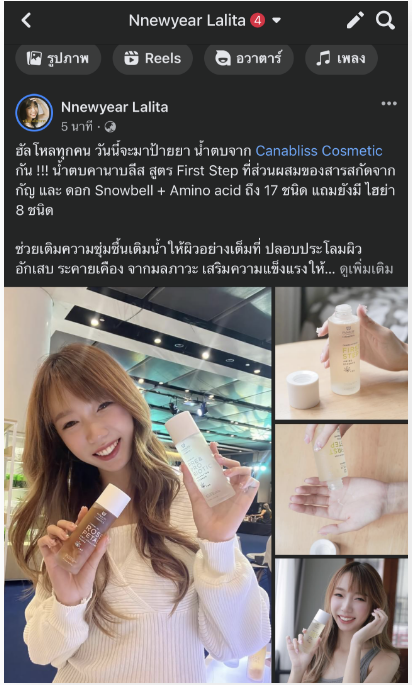 Nnewyear Lalita 4
รูปภาพ Reels อวาตาร์ เพลง
Nnewyear Lalita
5 นาที ·
ฮัลโหลทุกคน วันนี้จะมาป้ายยา น้ำตบจาก Canabliss Cosmetic
กัน !!! น้ำตบคานาบลีส สูตร First Step ที่ส่วนผสมของสารสกัดจาก
กัญ และ ดอก Snowbell + Amino acid ถึง 17 ชนิด แถมยังมี ไฮย่า
8 ชนิด
ช่วยเติมความชุ่มชื้นเติมน้ำให้ผิวอย่างเต็มที่ ปลอบประโลมผิว
อักเสบ ระคายเคือง จากมลภาวะ เสริมความแข็งแรงให้... ดูเพิ่มเติม